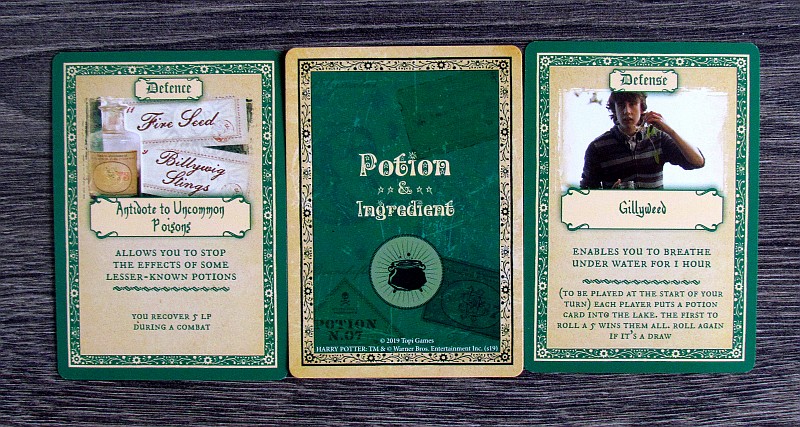 Defence
Fire Seed
Billywig
Stings
Antidote to Uncommon
Poisons
ALLOWS YOU TO STOP
THE EFFECTS OF SOME
LESSER-KNOWN POTIONS
YOU RECOVER 5 LP
DURING A COMBAT
Potion
&
Ingredient
POTION
N.07
© 2019 Topi Games
HARRY POTTER: TM & © Warner Bros. Entertainment Inc. (s19)
Defense
Gillyweed
ENABLES YOU TO BREATHE
UNDER WATER FOR 1 HOUR
(TO BE PLAYED AT THE START OF YOUR
TURN) EACH PLAYER PUTS A POTION
CARD INTO THE LAKE. THE FIRST TO
ROLL A 5 WINS THEM ALL. ROLL AGAIN
IF IT'S A DRAW